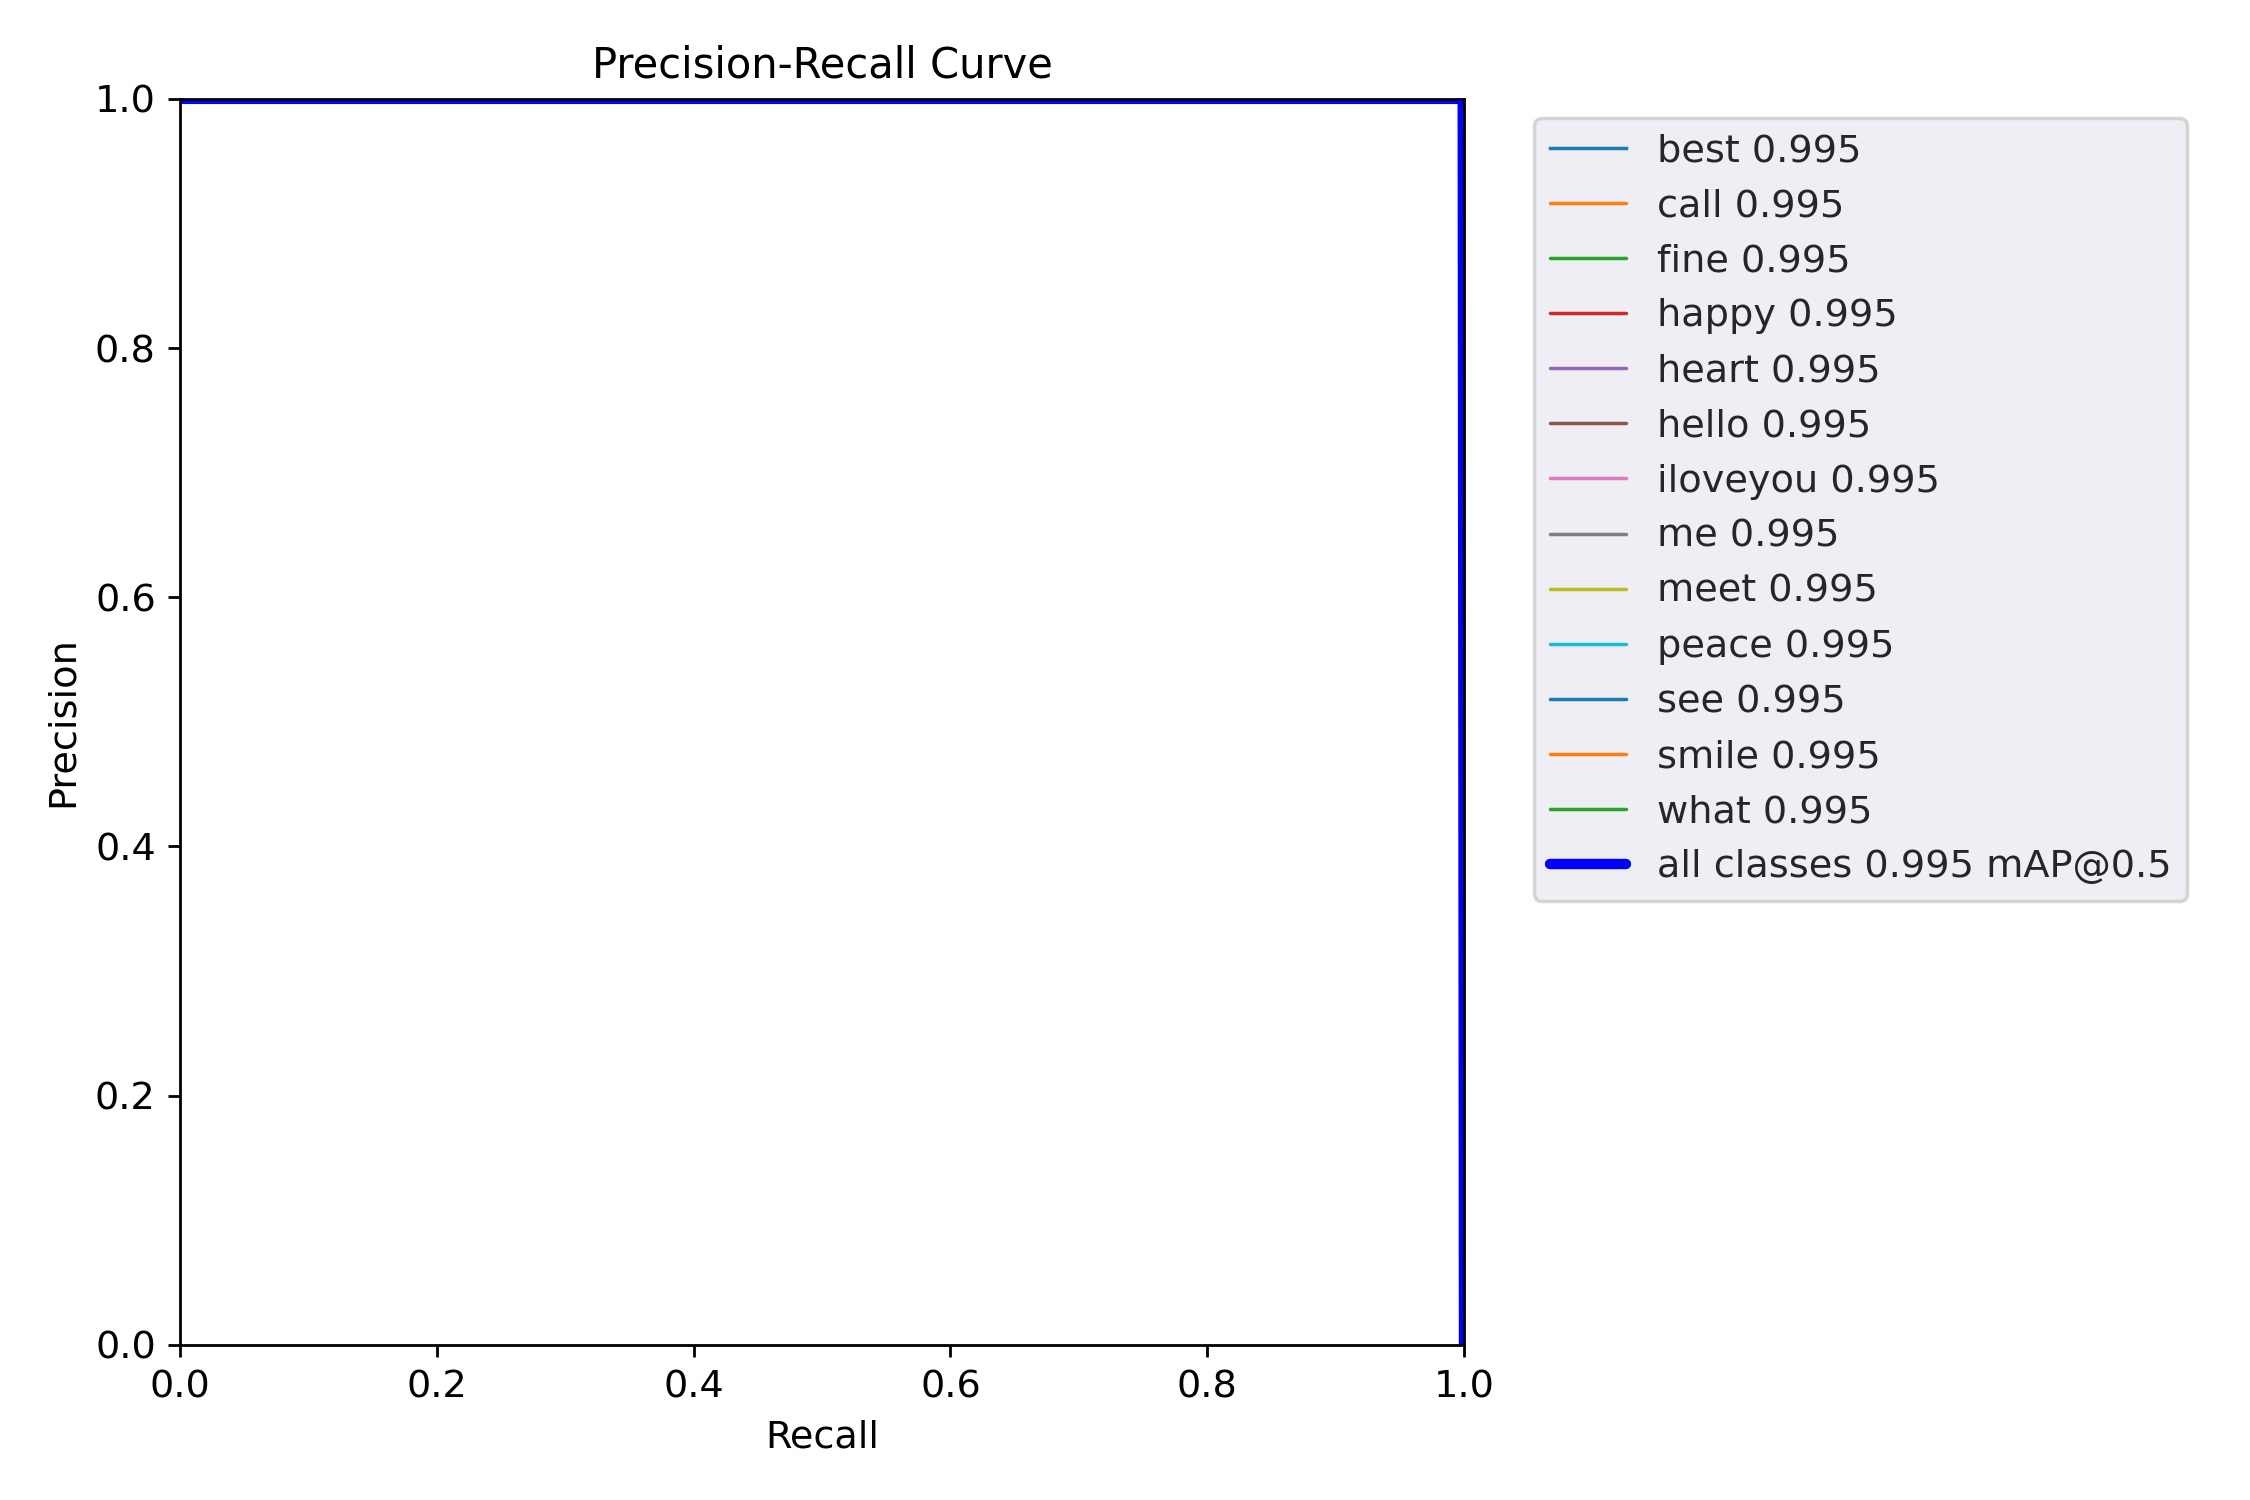 Precision-Recall Curve
1.0
0.8
0.6
0.4
0.2
0.0
Precision
0.0 0.2 0.4 0.6 0.8 1.0
Recall
best 0.995
call 0.995
fine 0.995
happy 0.995
heart 0.995
hello 0.995
iloveyou 0.995
me 0.995
meet 0.995
peace 0.995
see 0.995
smile 0.995
what 0.995
all classes 0.995 mAP@0.5